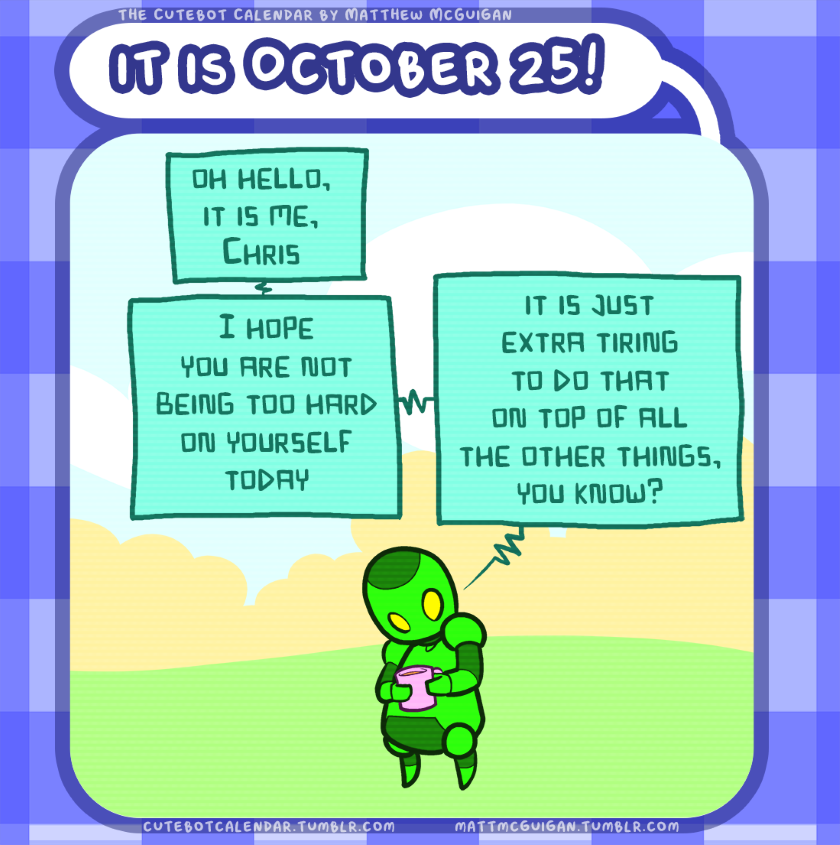 The Cutebot Calendar by Matthew McGuigan
It is October 25!
Oh hello,
it is me,
Chris
I hope
you are not
being too hard
on yourself
today
It is just
extra tiring
to do that
on top of all
the other things,
you know?
cutebotcalendar.tumblr.com
mattmcguigan.tumblr.com